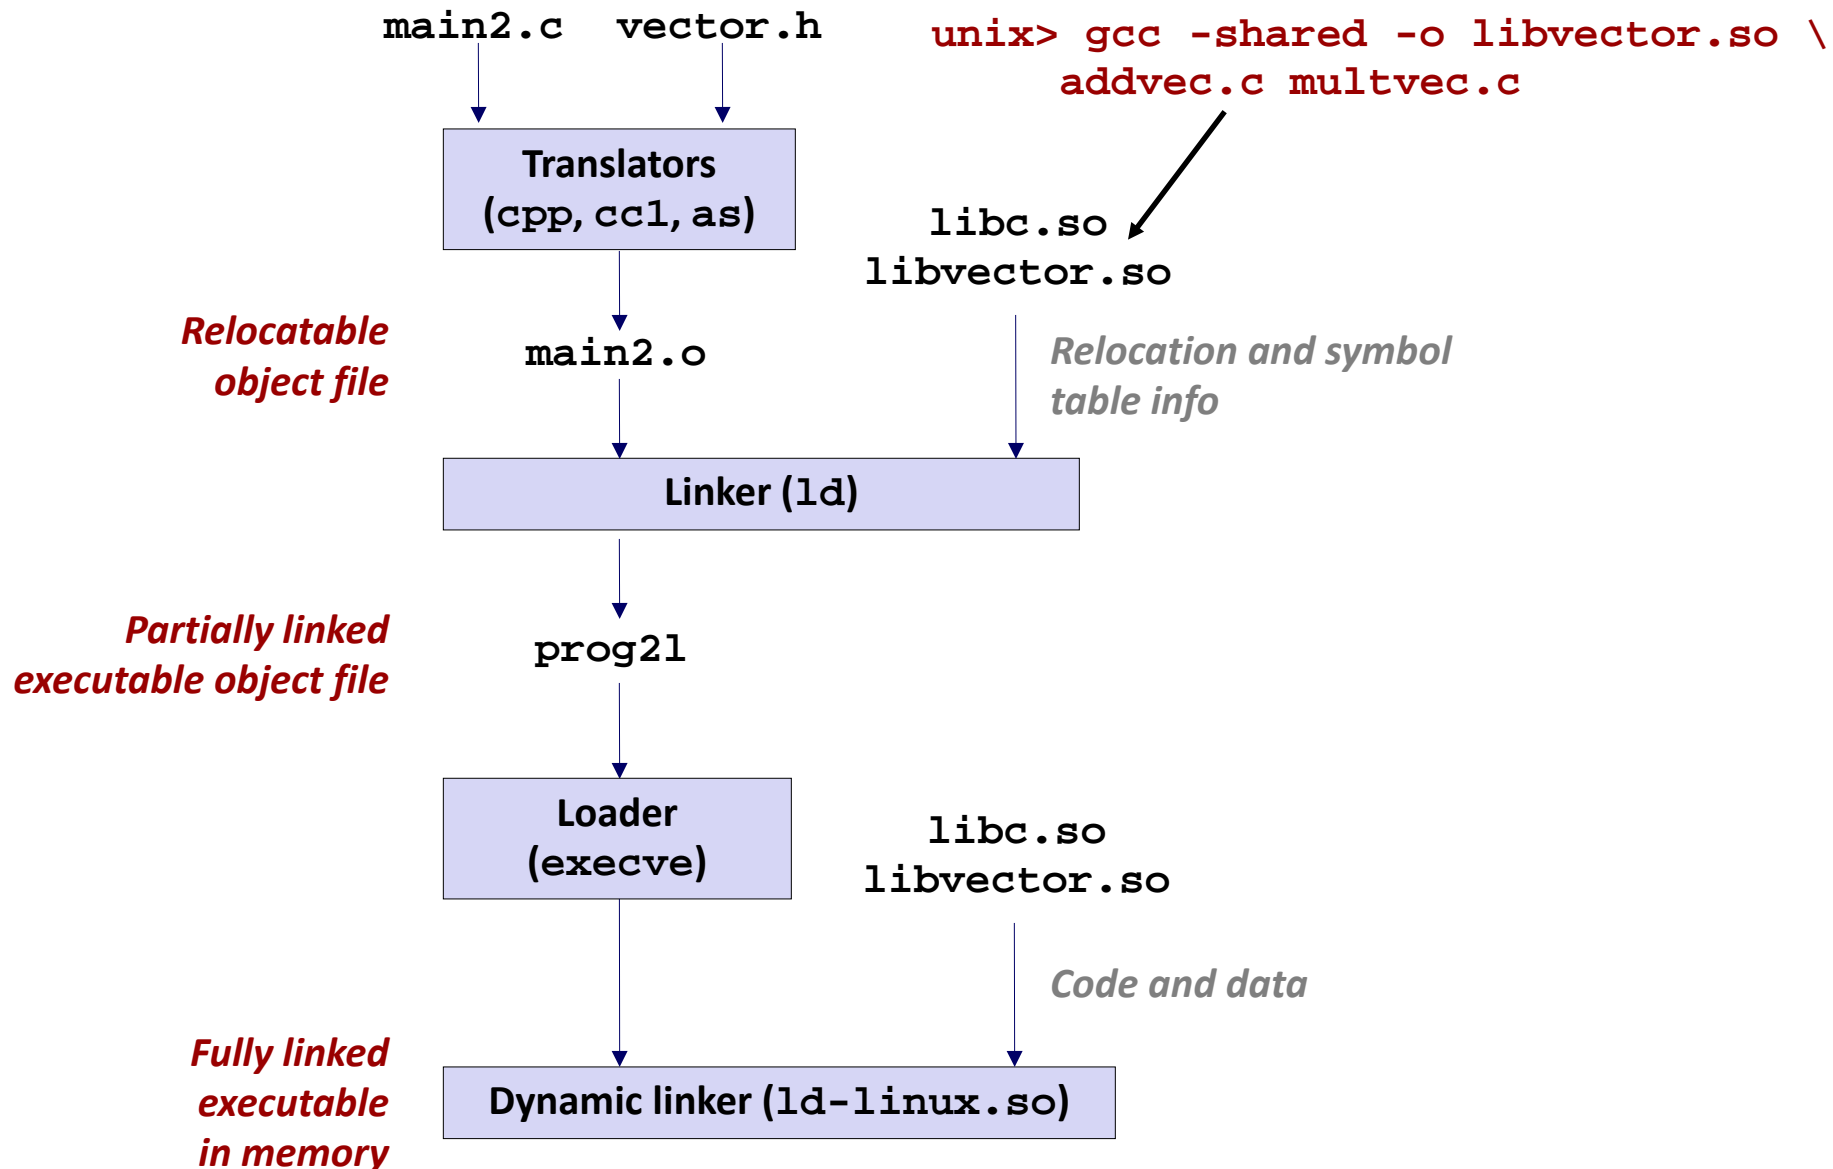 main2.c vector.h
unix> gcc -shared -o libvector.so \
addvec.c multvec.c
Translators
(cpp, cc1, as)
libc.so
libvector.so
Relocatable
object file
main2.o
Relocation and symbol
table info
Linker (ld)
Partially linked
executable object file
prog2l
Loader
(execve)
libc.so
libvector.so
Code and data
Fully linked
executable
in memory
Dynamic linker (ld-linux.so)